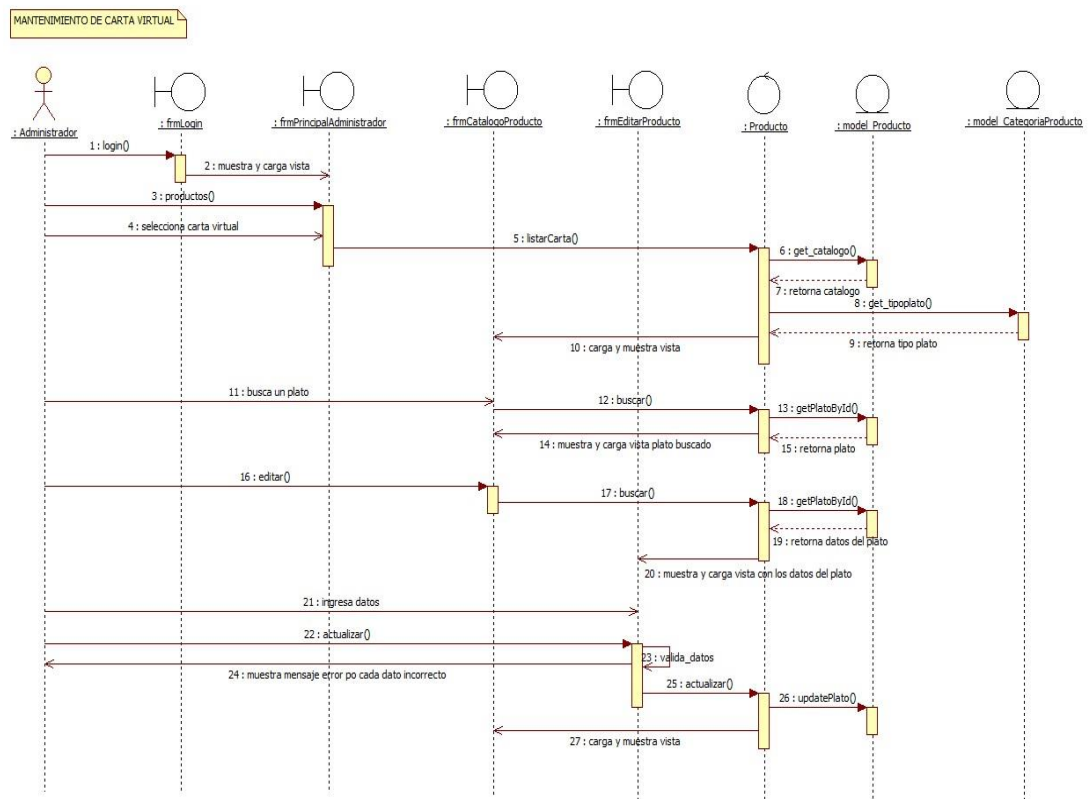 MANTENIMIENTO DE CARTA VIRTUAL
: Administrador
: frmLogin
: frmPrincipalAdministrador
: frmCatalogoProducto
: frmEditarProducto
: Producto
: model_Producto
: model_CategoriaProducto
1 : login()
2 : muestra y carga vista
3 : productos()
4 : selecciona carta virtual
5 : listarCarta()
6 : get_catalogo()
7 : retorna catalogo
8 : get_tipoplato()
9 : retorna tipo plato
10 : carga y muestra vista
11 : busca un plato
12 : buscar()
13 : getPlatoById()
14 : muestra y carga vista plato buscado
15 : retorna plato
16 : editar()
17 : buscar()
18 : getPlatoById()
19 : retorna datos del plato
20 : muestra y carga vista con los datos del plato
21 : ingresa datos
22 : actualizar()
23 : valida_datos
24 : muestra mensaje error po cada dato incorrecto
25 : actualizar()
26 : updatePlato()
27 : carga y muestra vista